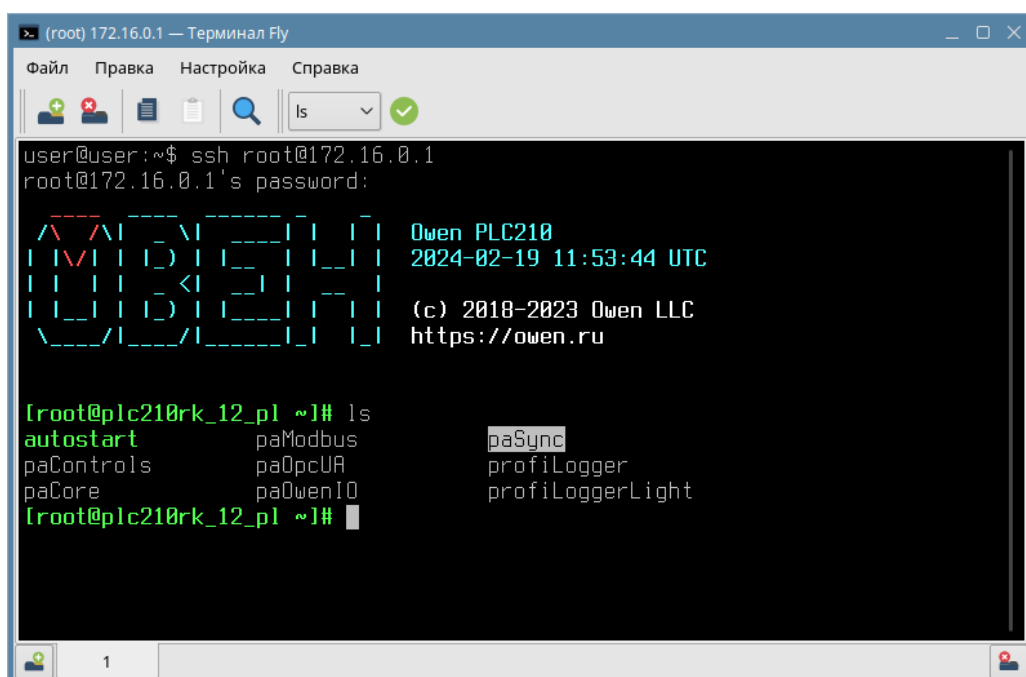 (root) 172.16.0.1 — Терминал Fly
Файл Правка Настройка Справка
ls
user@user:~$ ssh root@172.16.0.1
root@172.16.0.1's password:
ОВЕН
Owen PLC210
2024-02-19 11:53:44 UTC
(c) 2018-2023 Owen LLC
https://owen.ru
[root@plc210rk_12_pl ~]# ls
autostart paModbus paSync
paControls paOpcUA profiLogger
paCore paOwenIO profiLoggerLight
[root@plc210rk_12_pl ~]#
1